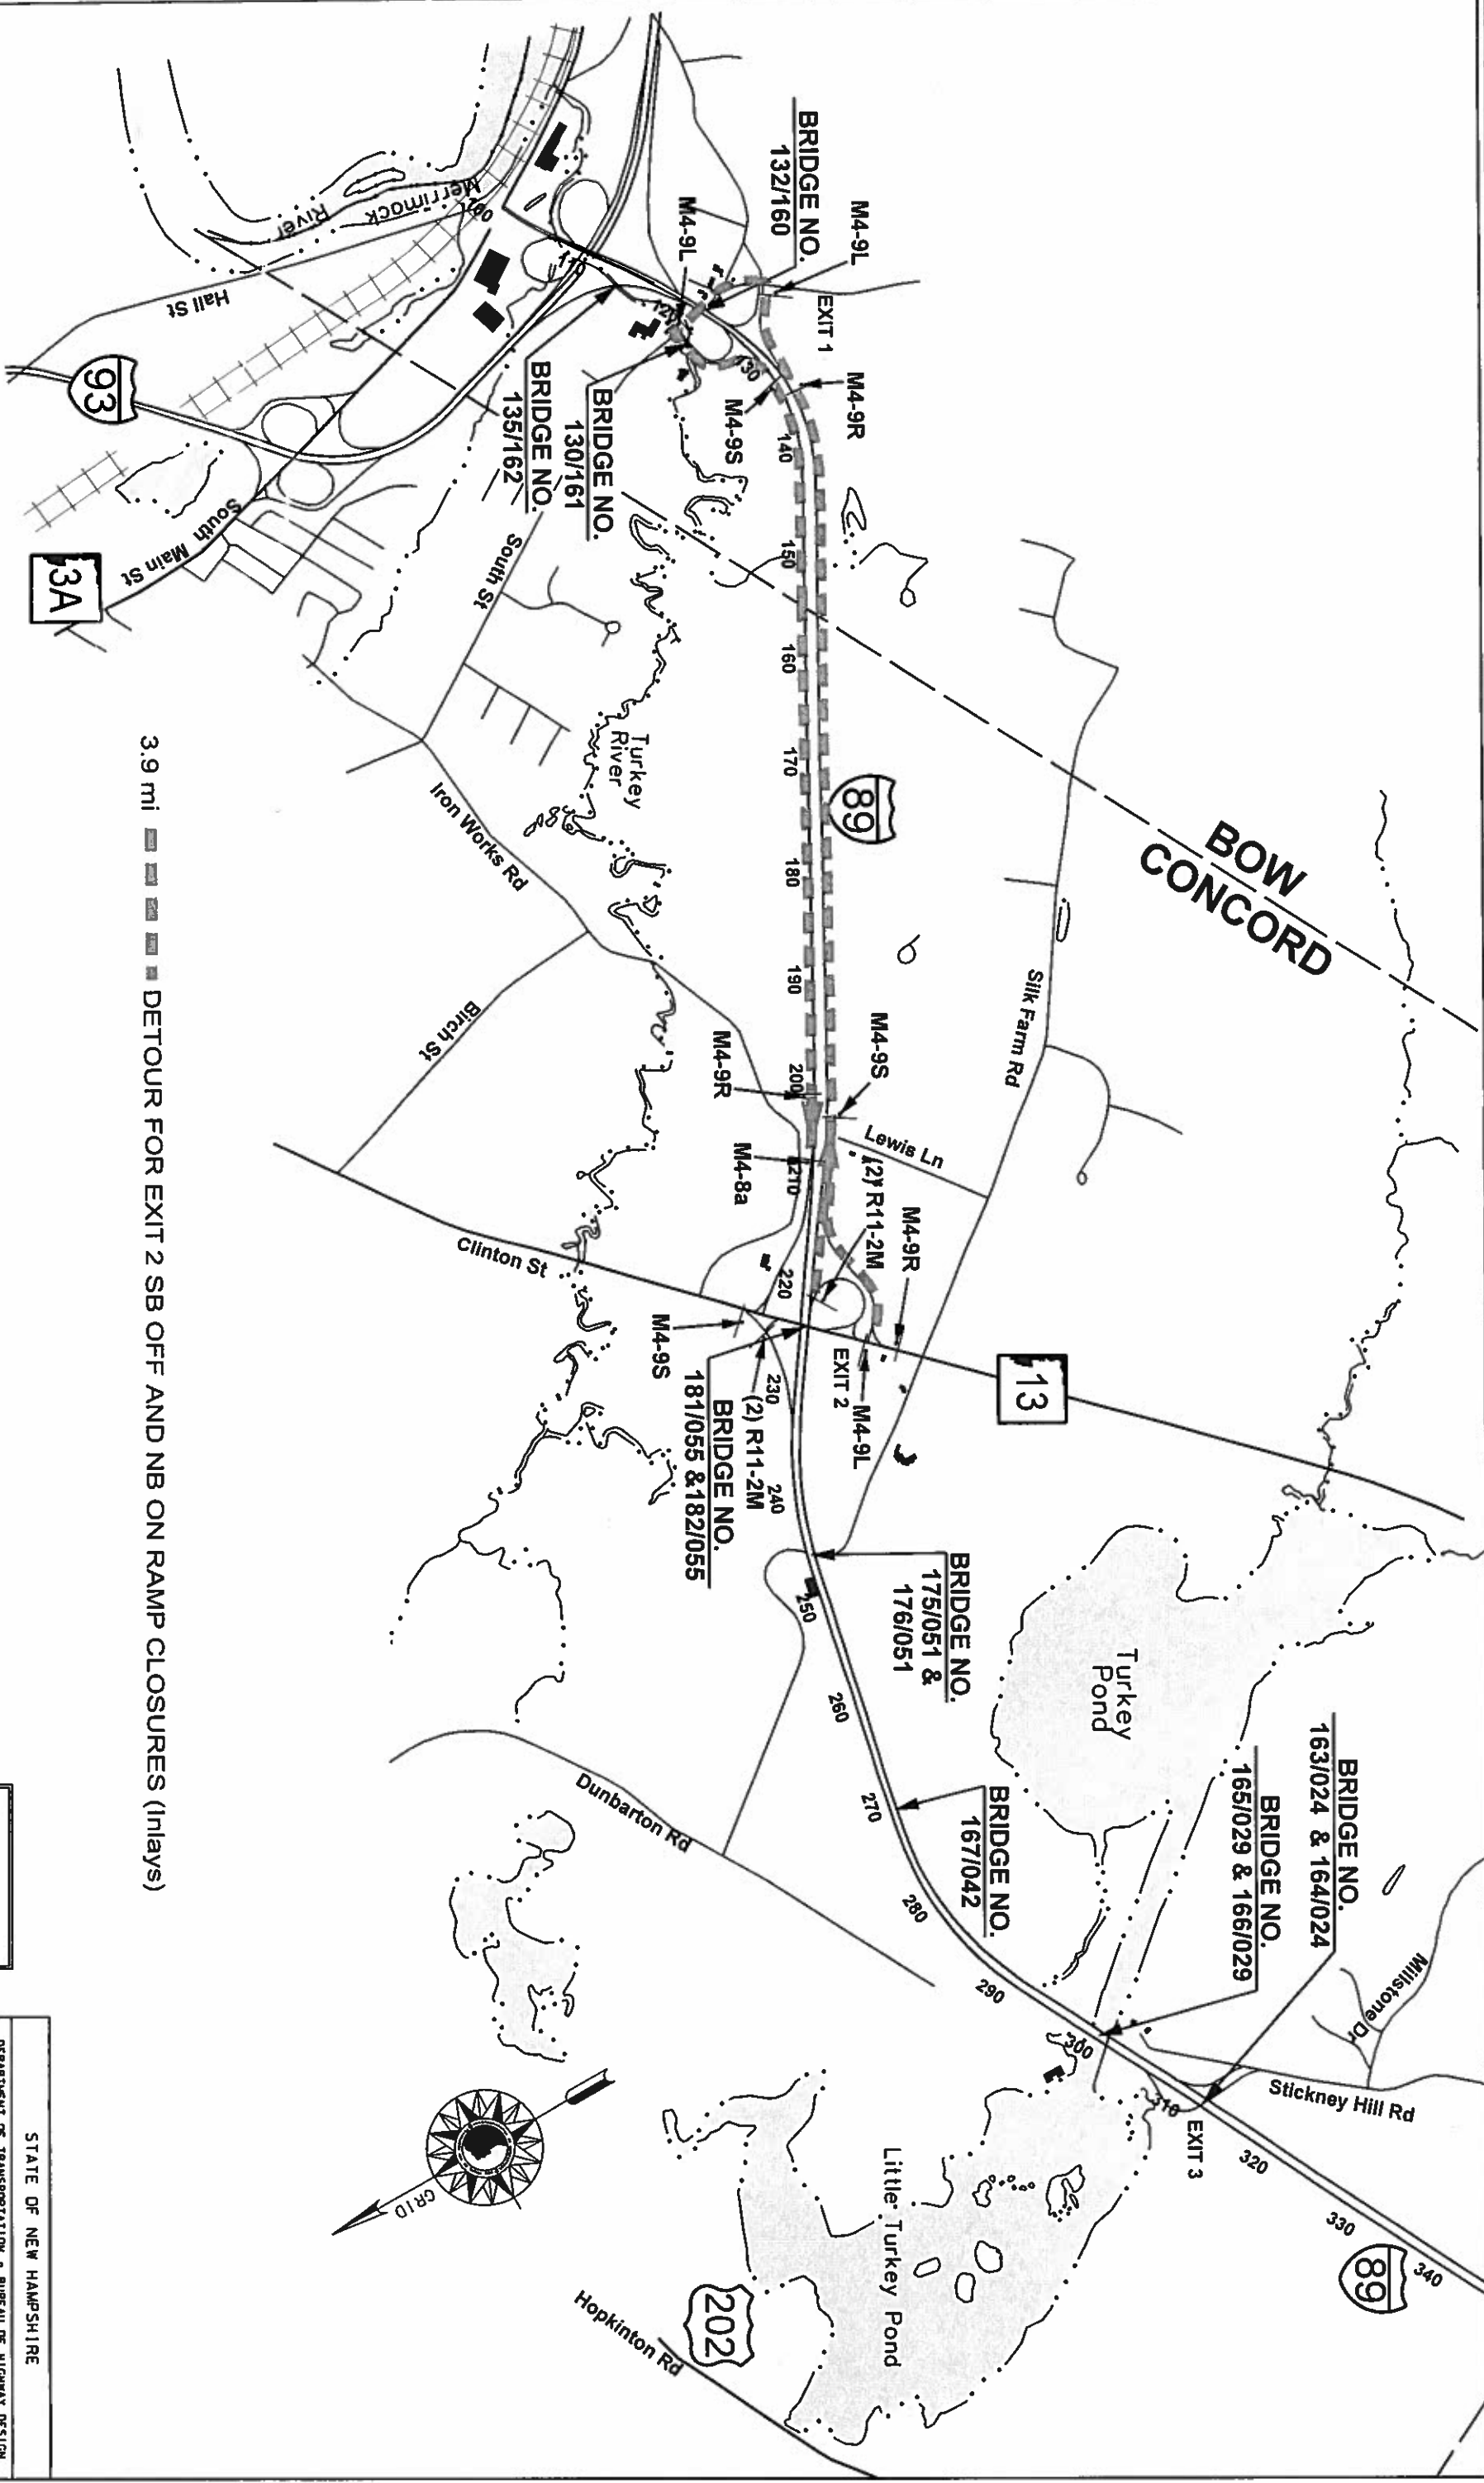 BRIDGE NO.
132/160
M4-9L
EXIT 1
M4-9R
M4-9L
120
130
M4-9S
140
BRIDGE NO.
130/161
BRIDGE NO.
135/162
100
110
Merrimack
River
Hall St
93
South Main St
3A
South St
150
160
170
180
190
200
210
220
230
240
250
260
270
280
290
300
310
320
330
340
89
Turkey
River
Iron Works Rd
Birch St
BOW
CONCORD
Silk Farm Rd
M4-9S
M4-9R
Lewis Ln
M4-8a
(2) R11-2M
M4-9R
Clinton St
M4-9S
EXIT 2
M4-9L
(2) R11-2M
BRIDGE NO.
181/055 &182/055
13
BRIDGE NO.
175/051 &
176/051
Turkey
Pond
Dunbarton Rd
BRIDGE NO.
167/042
BRIDGE NO.
163/024 & 164/024
BRIDGE NO.
165/029 & 166/029
Millstone Dr
Stickney Hill Rd
EXIT 3
89
Little Turkey Pond
202
Hopkinton Rd
GRID
3.9 mi DETOUR FOR EXIT 2 SB OFF AND NB ON RAMP CLOSURES (Inlays)
STATE OF NEW HAMPSHIRE
DEPARTMENT OF TRANSPORTATION * BUREAU OF HIGHWAY DESIGN